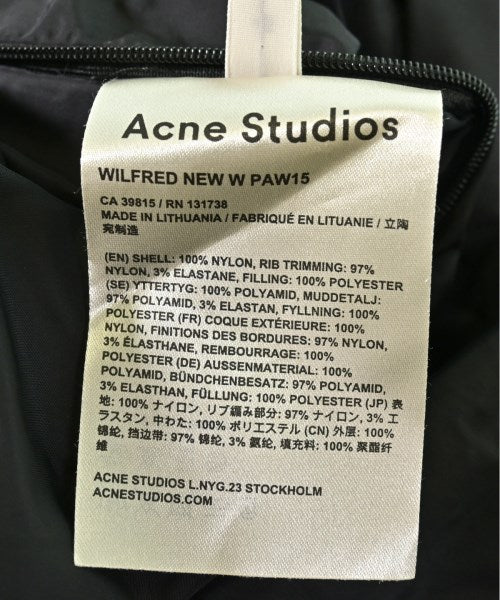 Acne Studios
WILFRED NEW W PAW15
CA 39815 / RN 131738
MADE IN LITHUANIA / FABRIQUÉ EN LITUANIE / 立陶
宛制造
(EN) SHELL: 100% NYLON, RIB TRIMMING: 97%
NYLON, 3% ELASTANE, FILLING: 100% POLYESTER
(SE) YTTERTYG: 100% POLYAMID, MUDDETALJ:
97% POLYAMID, 3% ELASTAN, FYLLNING: 100%
POLYESTER (FR) COQUE EXTÉRIEURE: 100%
NYLON, FINITIONS DES BORDURES: 97% NYLON,
3% ÉLASTHANE, REMBOURRAGE: 100%
POLYESTER (DE) AUSSENMATERIAL: 100%
POLYAMID, BÜNDCHENBESATZ: 97% POLYAMID,
3% ELASTHAN, FÜLLUNG: 100% POLYESTER (JP) 表
地: 100% ナイロン, リブ編み部分: 97% ナイロン, 3% エ
ラスタン, 中わた: 100% ポリエステル (CN) 外层: 100%
锦纶, 挡边带: 97% 锦纶, 3% 氨纶, 填充料: 100% 聚酯纤
维
ACNE STUDIOS L.NYG.23 STOCKHOLM
ACNESTUDIOS.COM